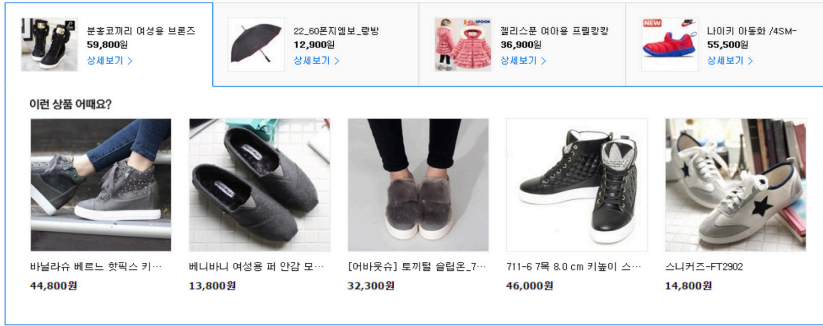 분홍코끼리 여성용 브론즈
59,800원
상세보기 >
22_60폰지엠보_랑방
12,900원
상세보기 >
젤리스푼 여아용 프릴캉캉
36,900원
상세보기 >
NEW
나이키 아동화 /4SM-
55,500원
상세보기 >
이런 상품 어때요?
바닐라슈 베르느 핫픽스 키…
44,800원
베니바니 여성용 퍼 안감 모…
13,800원
[어바웃슈] 토끼털 슬립온_7…
32,300원
711-6 7목 8.0 cm 키높이 스…
46,000원
스니커즈-FT2902
14,800원